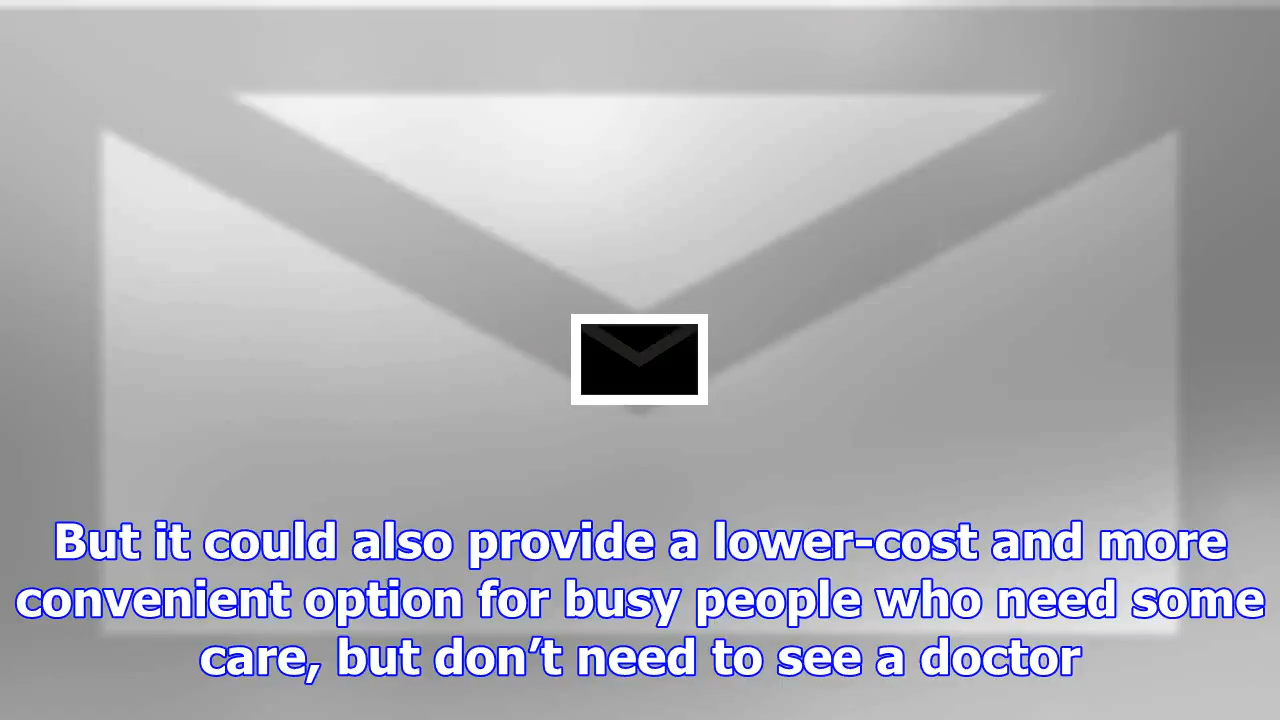 But it could also provide a lower-cost and more
convenient option for busy people who need some
care, but don’t need to see a doctor